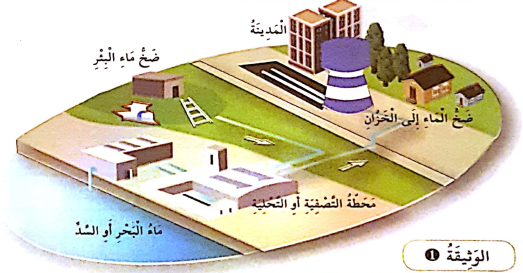 الْمَدِينَةُ
ضَخُّ مَاءِ الْبِئْرِ
ضَخُّ الْمَاءِ إِلَى الْخَزَّانِ
مَحَطَّةُ التَّصْفِيَةِ أَوِ التَّحْلِيَةِ
مَاءُ الْبَحْرِ أَوِ السَّدِّ
الْوَثِيقَةُ ❶